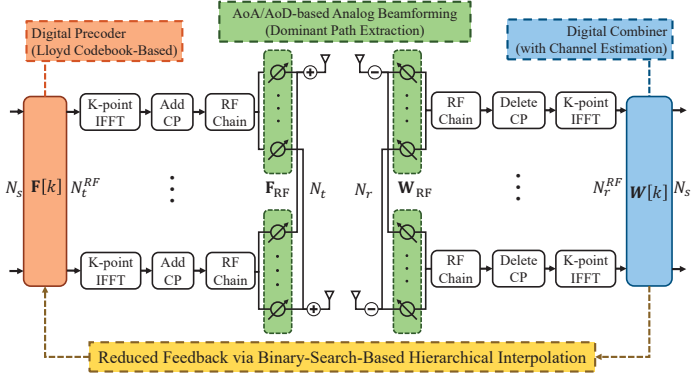 Digital Precoder
(Lloyd Codebook-Based)
AoA/AoD-based Analog Beamforming
(Dominant Path Extraction)
Digital Combiner
(with Channel Estimation)
K-point
IFFT
Add
CP
RF
Chain
RF
Chain
Delete
CP
K-point
IFFT
N_s
F[k]
N_t^{RF}
F_RF
N_t
N_r
W_RF
N_r^{RF}
W[k]
N_s
K-point
IFFT
Add
CP
RF
Chain
RF
Chain
Delete
CP
K-point
IFFT
Reduced Feedback via Binary-Search-Based Hierarchical Interpolation